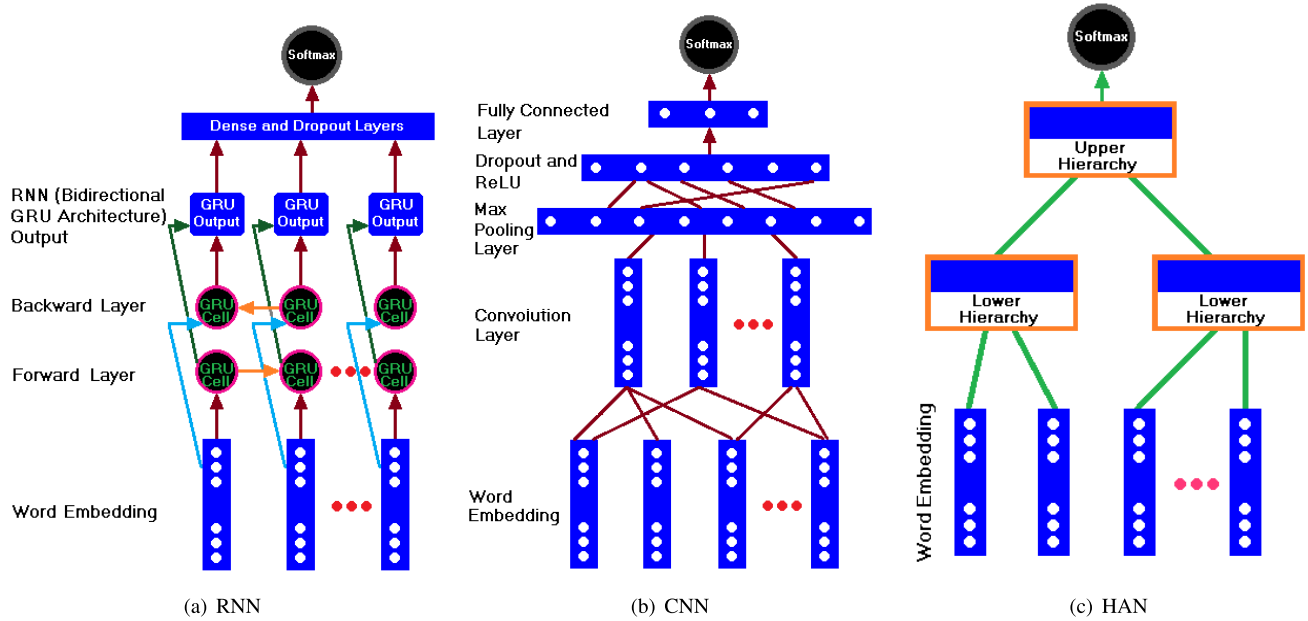 Softmax
Dense and Dropout Layers
RNN (Bidirectional
GRU Architecture)
Output
GRU
Output
GRU
Output
GRU
Output
Backward Layer
GRU
Cell
GRU
Cell
GRU
Cell
Forward Layer
GRU
Cell
GRU
Cell
GRU
Cell
Word Embedding
(a) RNN
Softmax
Fully Connected
Layer
Dropout and
ReLU
Max
Pooling
Layer
Convoiution
Layer
Word
Embedding
(b) CNN
Softmax
Upper
Hierarchy
Lower
Hierarchy
Lower
Hierarchy
Word Embedding
(c) HAN